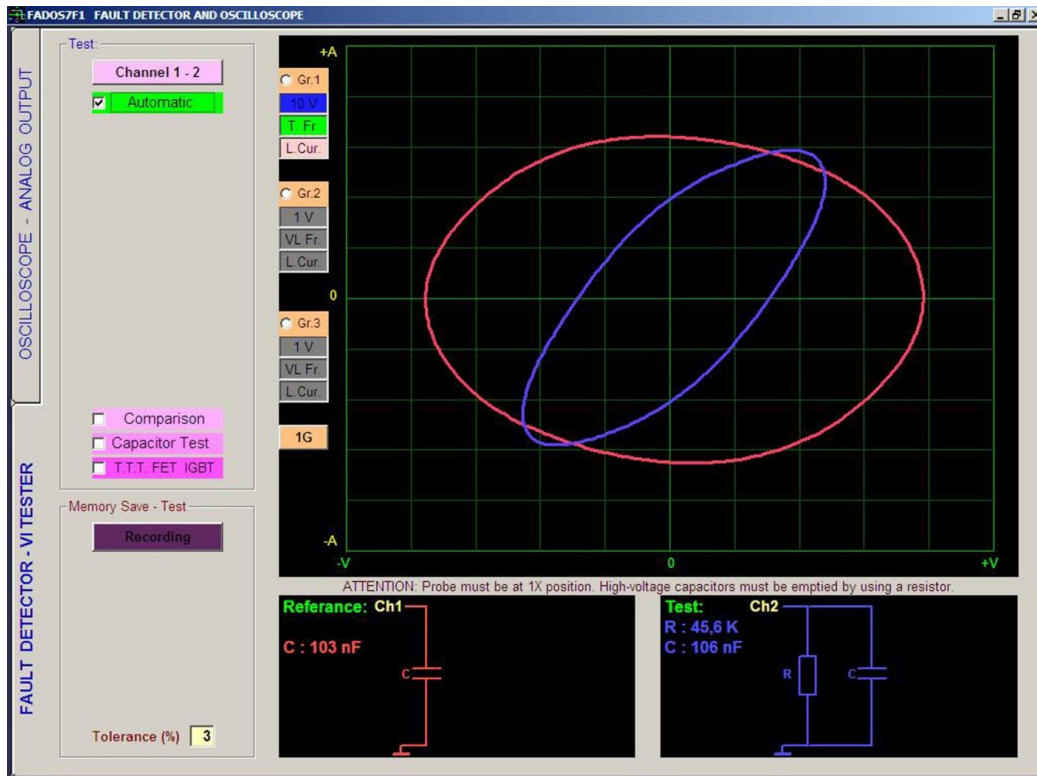 FADOS7F1 FAULT DETECTOR AND OSCILLOSCOPE
OSCILLOSCOPE - ANALOG OUTPUT
FAULT DETECTOR - VI TESTER
Test:
Channel 1 - 2
Automatic
Comparison
Capacitor Test
T.T.T. FET IGBT
Memory Save - Test
Recording
Tolerance (%) 3
Gr.1
10 V
T. Fr
L.Cur.
Gr.2
1 V
VL Fr.
L.Cur.
Gr.3
1 V
VL Fr.
L.Cur.
1G
+A
0
-A
-V 0 +V
ATTENTION: Probe must be at 1X position. High-voltage capacitors must be emptied by using a resistor.
Referance: Ch1
C : 103 nF
C
Test: Ch2
R : 45,6 K
C : 106 nF
R C